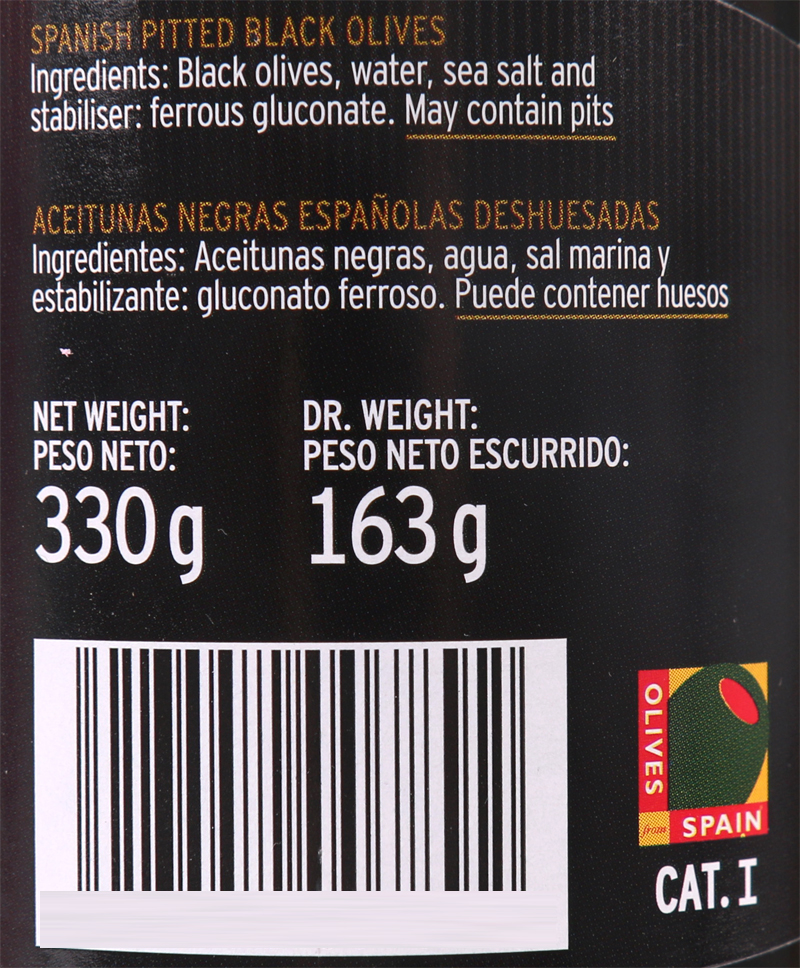 SPANISH PITTED BLACK OLIVES
Ingredients: Black olives, water, sea salt and
stabiliser: ferrous gluconate. May contain pits
ACEITUNAS NEGRAS ESPAÑOLAS DESHUESADAS
Ingredientes: Aceitunas negras, agua, sal marina y
estabilizante: gluconato ferroso. Puede contener huesos
NET WEIGHT:
PESO NETO:
330 g
DR. WEIGHT:
PESO NETO ESCURRIDO:
163 g
OLIVES
from SPAIN
CAT. I